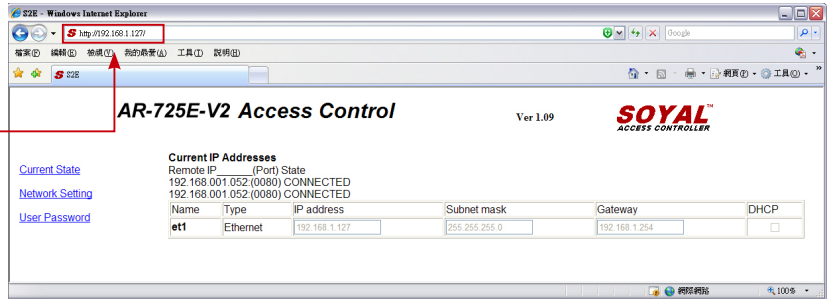 S2E - Windows Internet Explorer
http://192.168.1.127/
Google
檔案(F) 編輯(E) 檢視(V) 我的最愛(A) 工具(T) 說明(H)
S2E
網頁(P) 工具(O)
AR-725E-V2 Access Control
Ver 1.09
SOYAL™
ACCESS CONTROLLER
Current State
Network Setting
User Password
Current IP Addresses
Remote IP______(Port) State
192.168.001.052:(0080) CONNECTED
192.168.001.052:(0080) CONNECTED
Name Type IP address Subnet mask Gateway DHCP
et1 Ethernet 192.168.1.127 255.255.255.0 192.168.1.254
網際網路 100%